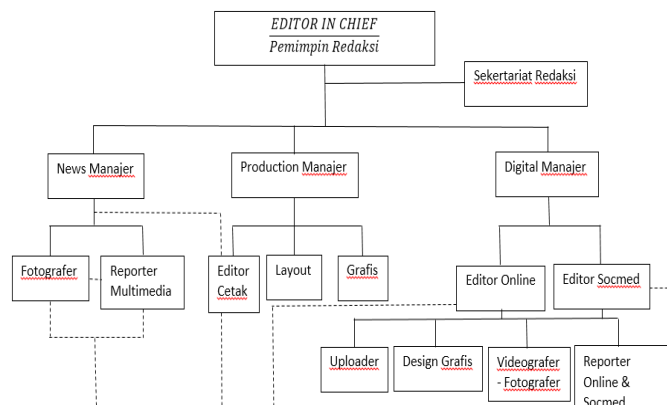 EDITOR IN CHIEF
Pemimpin Redaksi
Sekertariat Redaksi
News Manajer
Production Manajer
Digital Manajer
Fotografer
Reporter
Multimedia
Editor
Cetak
Layout
Grafis
Editor Online
Editor Socmed
Uploader
Design Grafis
Videografer
- Fotografer
Reporter
Online &
Socmed